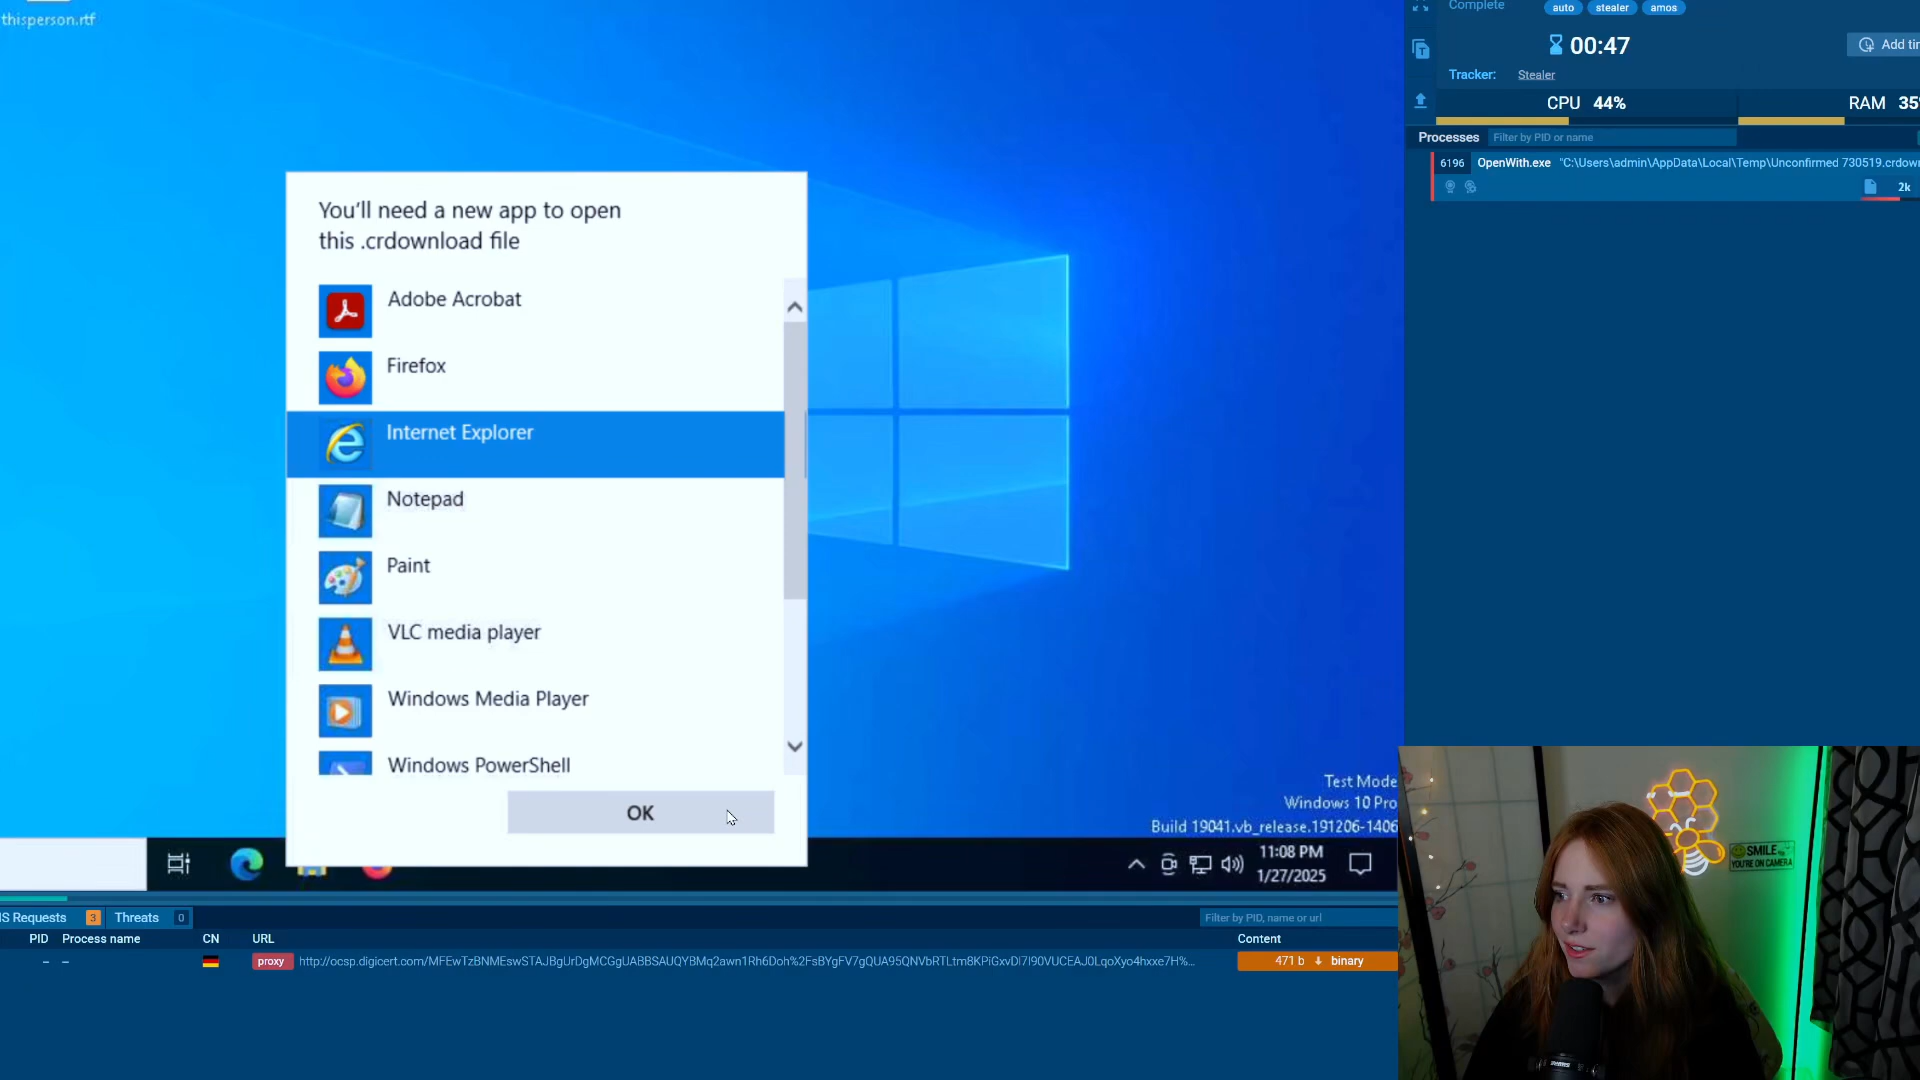 thisperson.rtf
Complete
auto
stealer
amos
00:47
Add tim
Tracker:
Stealer
CPU 44%
RAM 35%
Processes
Filter by PID or name
6196
OpenWith.exe
"C:\Users\admin\AppData\Local\Temp\Unconfirmed 730519.crdown
2k
You'll need a new app to open
this .crdownload file
Adobe Acrobat
Firefox
Internet Explorer
Notepad
Paint
VLC media player
Windows Media Player
Windows PowerShell
OK
Test Mode
Windows 10 Pro
Build 19041.vb_release.191206-1406
11:08 PM
1/27/2025
SMILE
YOU'RE ON CAMERA
Requests
3
Threats
0
Filter by PID, name or url
PID
Process name
CN
URL
Content
proxy
471 b
binary